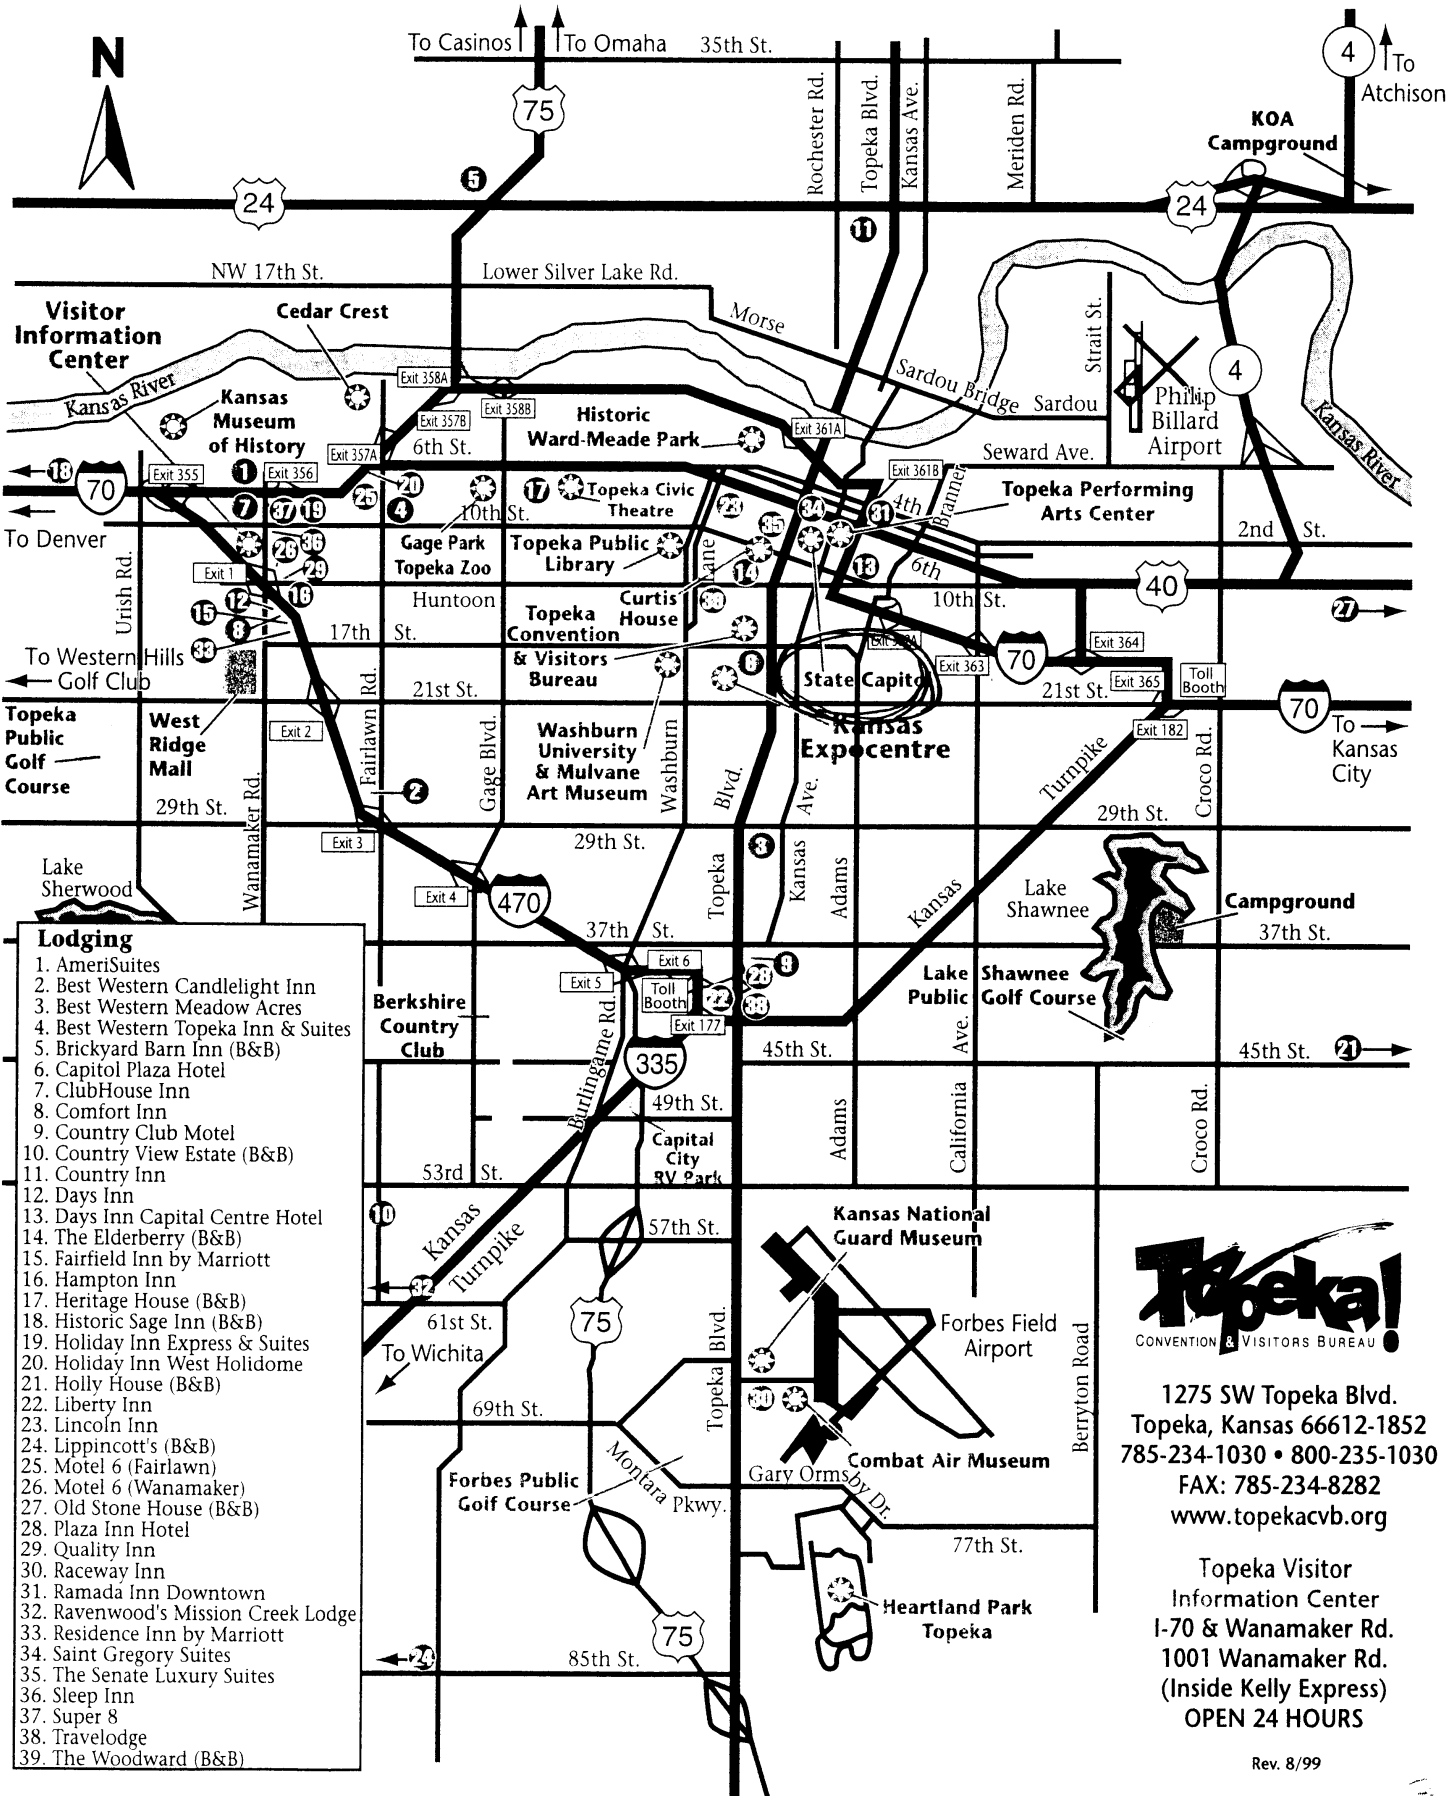 N
To Casinos
To Omaha
35th St.
75
4
To
Atchison
KOA
Campground
Rochester Rd.
Topeka Blvd.
Kansas Ave.
Meriden Rd.
5
24
24
11
NW 17th St.
Lower Silver Lake Rd.
Morse
Visitor
Information
Center
Cedar Crest
Strait St.
4
Sardou Bridge
Sardou
Philip
Billard
Airport
Kansas River
Kansas River
Kansas
Museum
of History
Exit 358A
Exit 358B
Exit 357B
Exit 357A
6th St.
Historic
Ward-Meade Park
Exit 361A
Exit 361B
Seward Ave.
Branner
18
70
Exit 355
1
Exit 356
25
20
4
17
Topeka Civic
Theatre
23
34
35
31
4th
Topeka Performing
Arts Center
To Denver
7
37
19
10th St.
2nd St.
Gage Park
Topeka Zoo
Topeka Public
Library
Lane
36
26
29
Exit 1
12
16
15
8
33
Urish Rd.
Huntoon
Curtis
House
14
13
6th
10th St.
40
27
17th St.
Topeka
Convention
& Visitors
Bureau
6
State Capitol
Exit 363
70
Exit 364
Exit 365
Toll
Booth
To Western Hills
Golf Club
21st St.
21st St.
70
Exit 182
To
Kansas
City
Topeka
Public
Golf
Course
West
Ridge
Mall
Exit 2
Fairlawn Rd.
Gage Blvd.
Washburn
University
& Mulvane
Art Museum
Washburn
Blvd.
Kansas
Expocentre
Ave.
Turnpike
Croco Rd.
2
29th St.
29th St.
29th St.
Wanamaker Rd.
Exit 3
3
Topeka
Kansas
Adams
Lake
Sherwood
Exit 4
470
Kansas
Lake
Shawnee
Campground
37th St.
37th St.
Exit 6
Exit 5
Toll
Booth
22
28
9
38
Exit 177
Lake Shawnee
Public Golf Course
Berkshire
Country
Club
Burlingame Rd.
335
45th St.
Ave.
45th St.
21
49th St.
Capital
City
RV Park
Adams
California
Croco Rd.
53rd St.
10
57th St.
Kansas
Turnpike
32
Kansas National
Guard Museum
75
61st St.
To Wichita
Topeka Blvd.
Forbes Field
Airport
Berryton Road
69th St.
30
Combat Air Museum
Forbes Public
Golf Course
Montara Pkwy.
Gary Ormsby Dr.
77th St.
Heartland Park
Topeka
75
24
85th St.
Lodging
1. AmeriSuites
2. Best Western Candlelight Inn
3. Best Western Meadow Acres
4. Best Western Topeka Inn & Suites
5. Brickyard Barn Inn (B&B)
6. Capitol Plaza Hotel
7. ClubHouse Inn
8. Comfort Inn
9. Country Club Motel
10. Country View Estate (B&B)
11. Country Inn
12. Days Inn
13. Days Inn Capital Centre Hotel
14. The Elderberry (B&B)
15. Fairfield Inn by Marriott
16. Hampton Inn
17. Heritage House (B&B)
18. Historic Sage Inn (B&B)
19. Holiday Inn Express & Suites
20. Holiday Inn West Holidome
21. Holly House (B&B)
22. Liberty Inn
23. Lincoln Inn
24. Lippincott's (B&B)
25. Motel 6 (Fairlawn)
26. Motel 6 (Wanamaker)
27. Old Stone House (B&B)
28. Plaza Inn Hotel
29. Quality Inn
30. Raceway Inn
31. Ramada Inn Downtown
32. Ravenwood's Mission Creek Lodge
33. Residence Inn by Marriott
34. Saint Gregory Suites
35. The Senate Luxury Suites
36. Sleep Inn
37. Super 8
38. Travelodge
39. The Woodward (B&B)
Topeka!
CONVENTION & VISITORS BUREAU
1275 SW Topeka Blvd.
Topeka, Kansas 66612-1852
785-234-1030 • 800-235-1030
FAX: 785-234-8282
www.topekacvb.org
Topeka Visitor
Information Center
I-70 & Wanamaker Rd.
1001 Wanamaker Rd.
(Inside Kelly Express)
OPEN 24 HOURS
Rev. 8/99